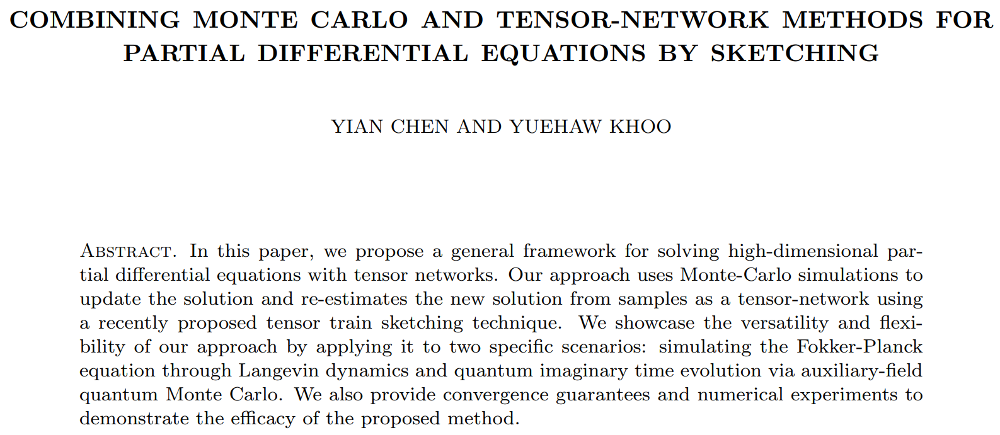 COMBINING MONTE CARLO AND TENSOR-NETWORK METHODS FOR
PARTIAL DIFFERENTIAL EQUATIONS BY SKETCHING
YIAN CHEN AND YUEHAW KHOO
ABSTRACT. In this paper, we propose a general framework for solving high-dimensional par-
tial differential equations with tensor networks. Our approach uses Monte-Carlo simulations to
update the solution and re-estimates the new solution from samples as a tensor-network using
a recently proposed tensor train sketching technique. We showcase the versatility and flexi-
bility of our approach by applying it to two specific scenarios: simulating the Fokker-Planck
equation through Langevin dynamics and quantum imaginary time evolution via auxiliary-field
quantum Monte Carlo. We also provide convergence guarantees and numerical experiments to
demonstrate the efficacy of the proposed method.